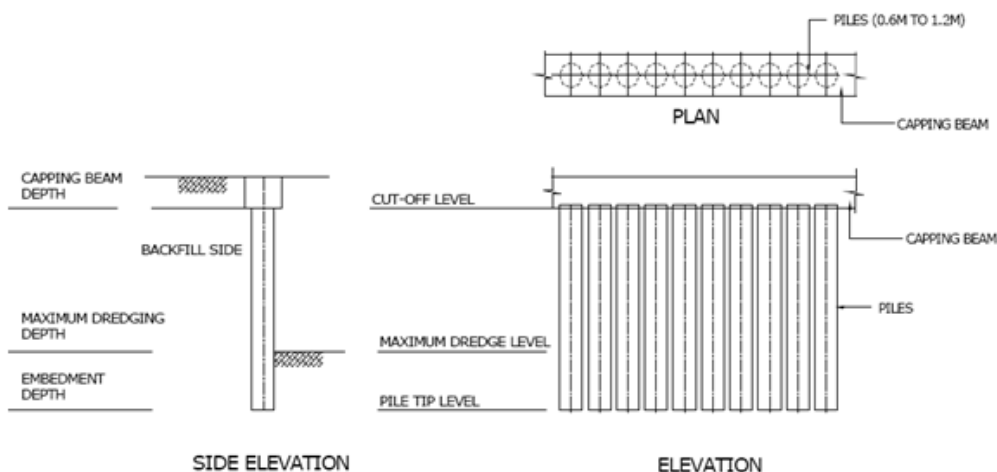 PILES (0.6M TO 1.2M)
PLAN
CAPPING BEAM
CAPPING BEAM
DEPTH
CUT-OFF LEVEL
BACKFILL SIDE
CAPPING BEAM
MAXIMUM DREDGING
DEPTH
PILES
MAXIMUM DREDGE LEVEL
EMBEDMENT
DEPTH
PILE TIP LEVEL
SIDE ELEVATION
ELEVATION